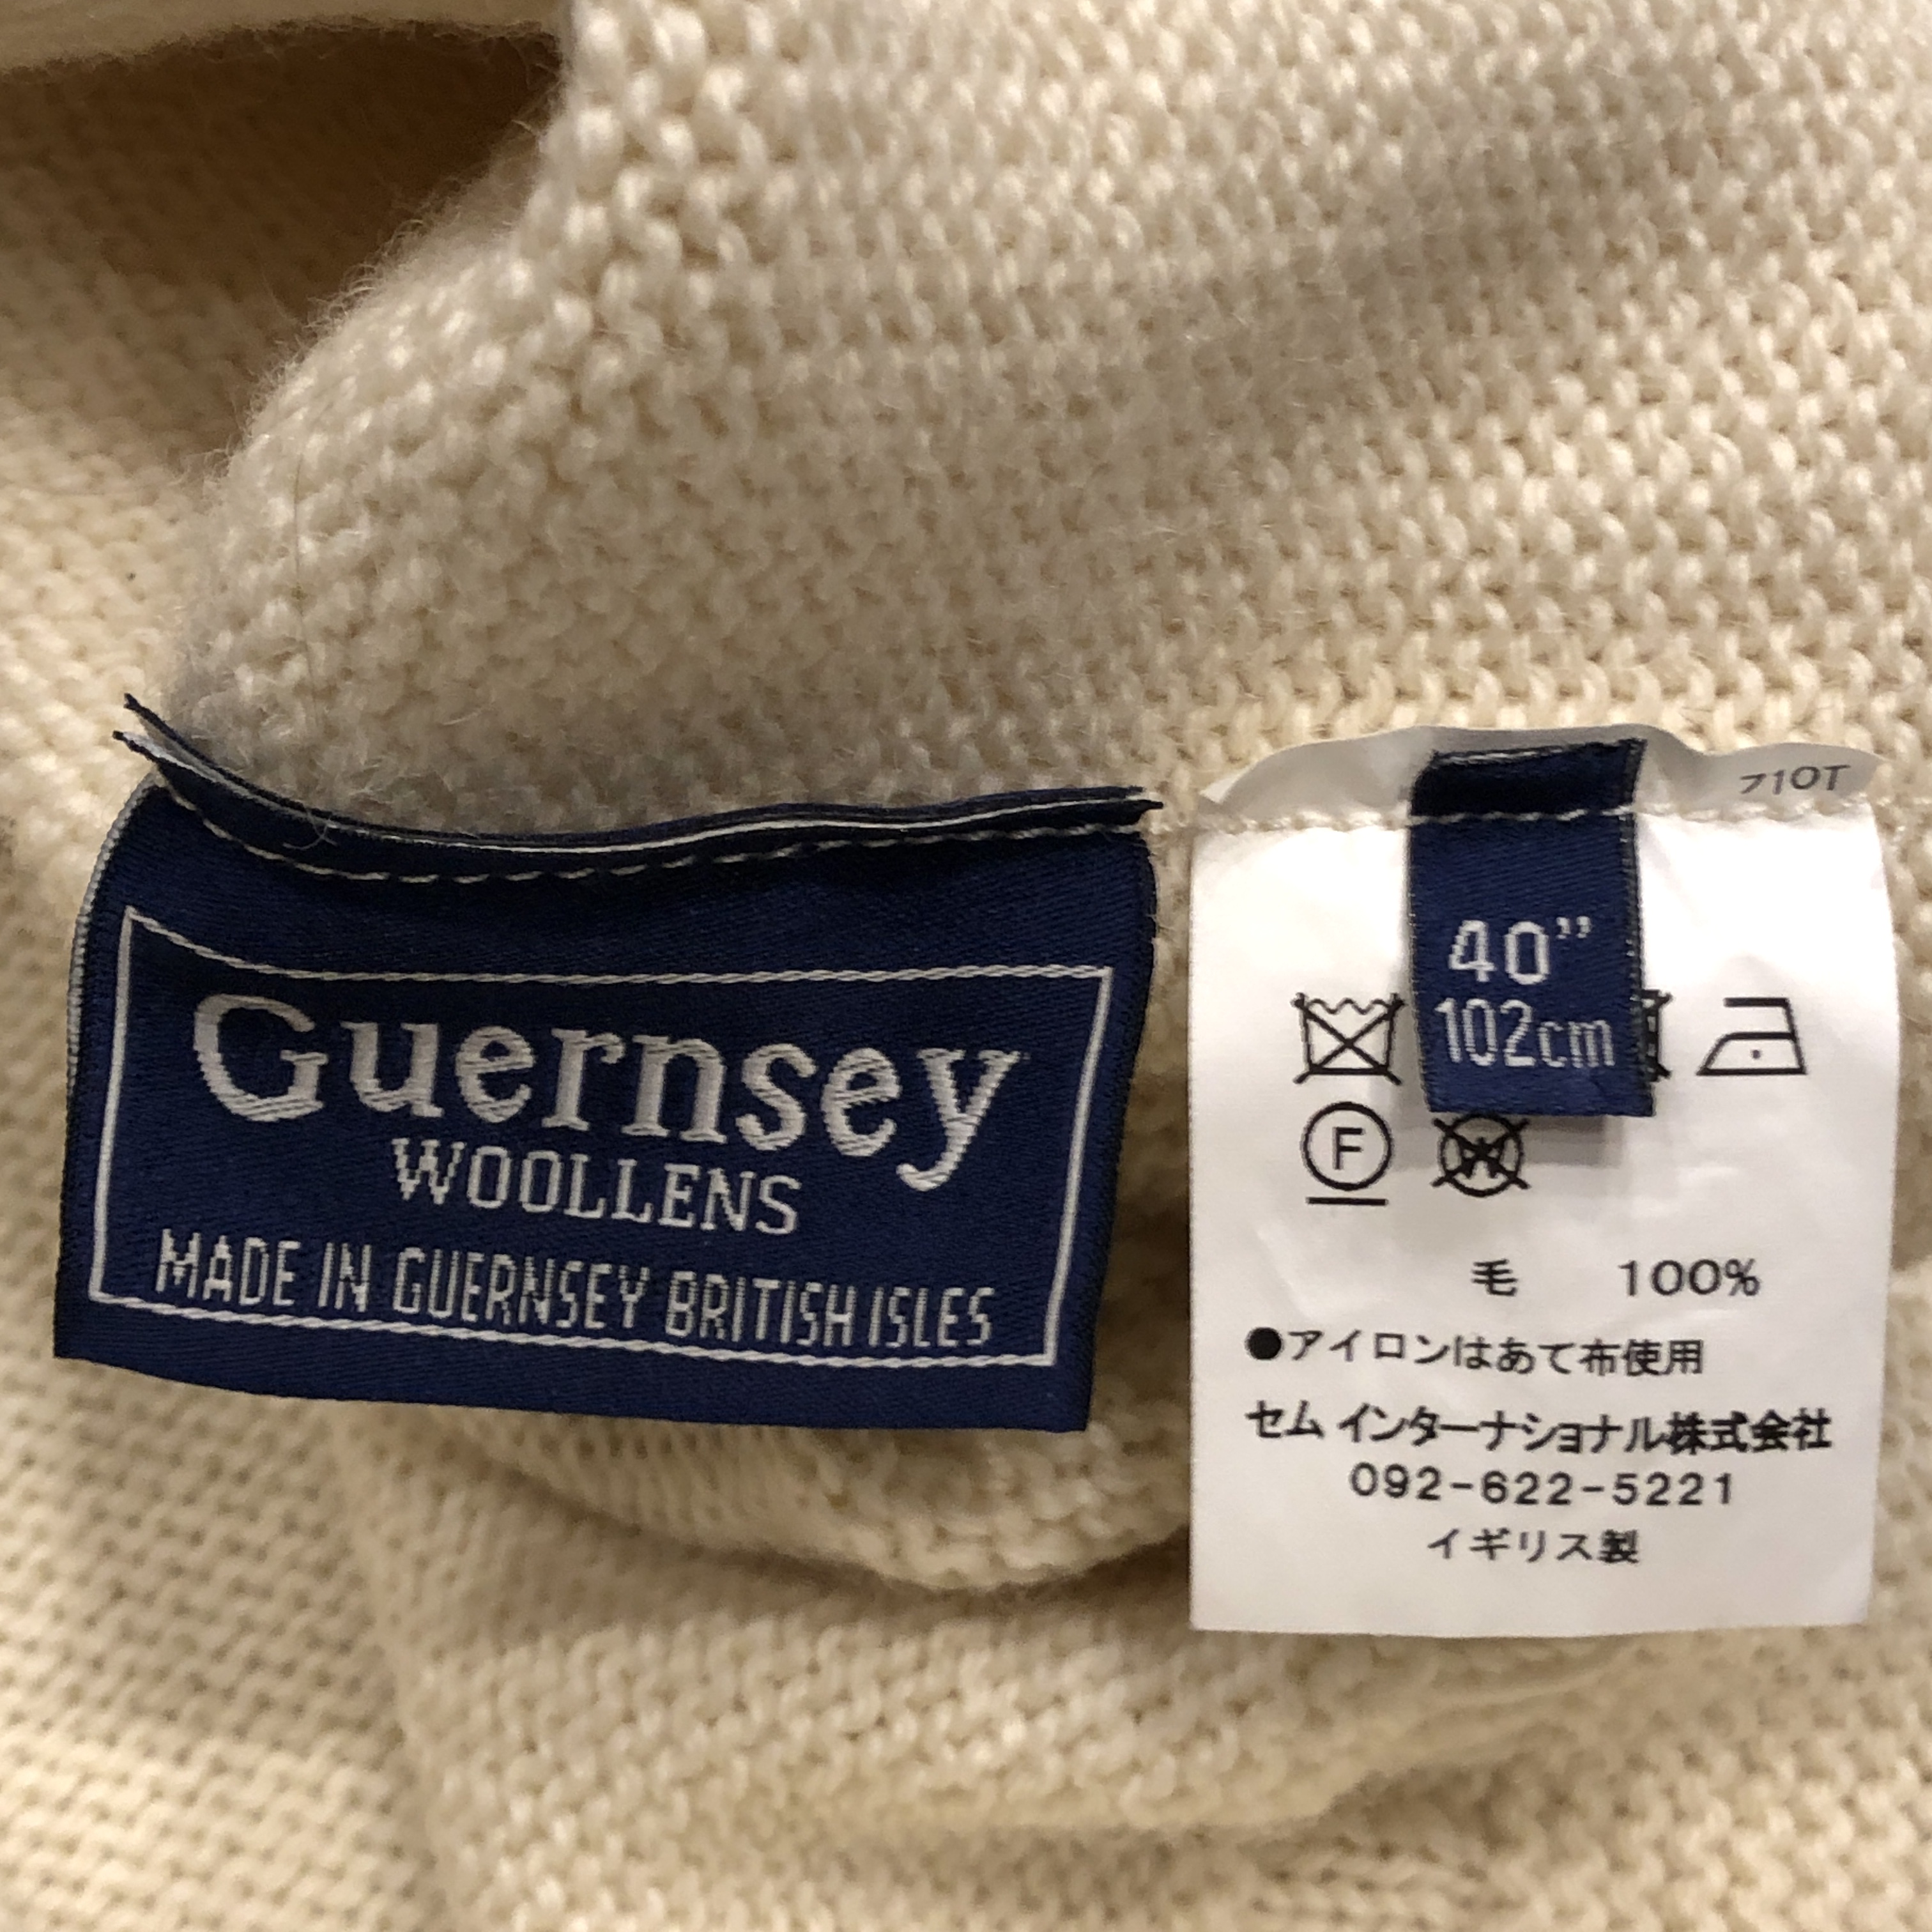 Guernsey
WOOLLENS
MADE IN GUERNSEY BRITISH ISLES
710T
40”
102cm
F
W
毛 100%
●アイロンはあて布使用
セム インターナショナル株式会社
092-622-5221
イギリス製